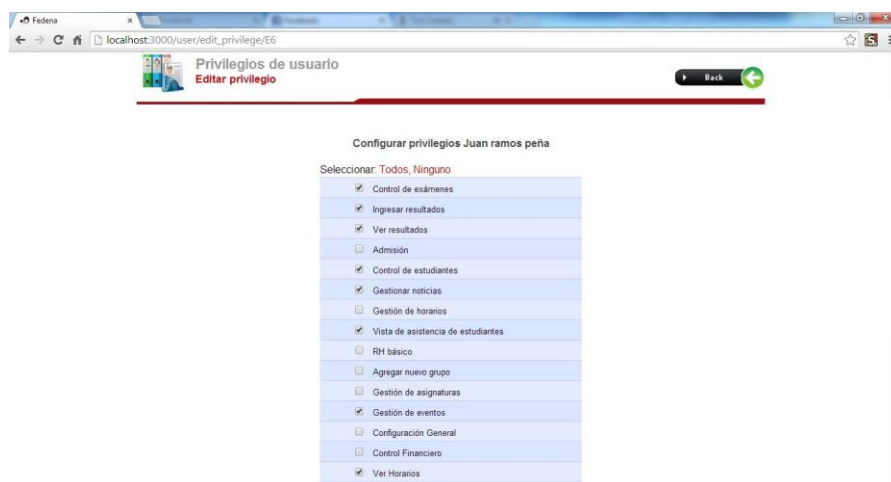 Fedena
localhost:3000/user/edit_privilege/E6
Privilegios de usuario
Editar privilegio
Back
Configurar privilegios Juan ramos peña
Seleccionar: Todos, Ninguno
Control de exámenes
Ingresar resultados
Ver resultados
Admisión
Control de estudiantes
Gestionar noticias
Gestión de horarios
Vista de asistencia de estudiantes
RH básico
Agregar nuevo grupo
Gestión de asignaturas
Gestión de eventos
Configuración General
Control Financiero
Ver Horarios